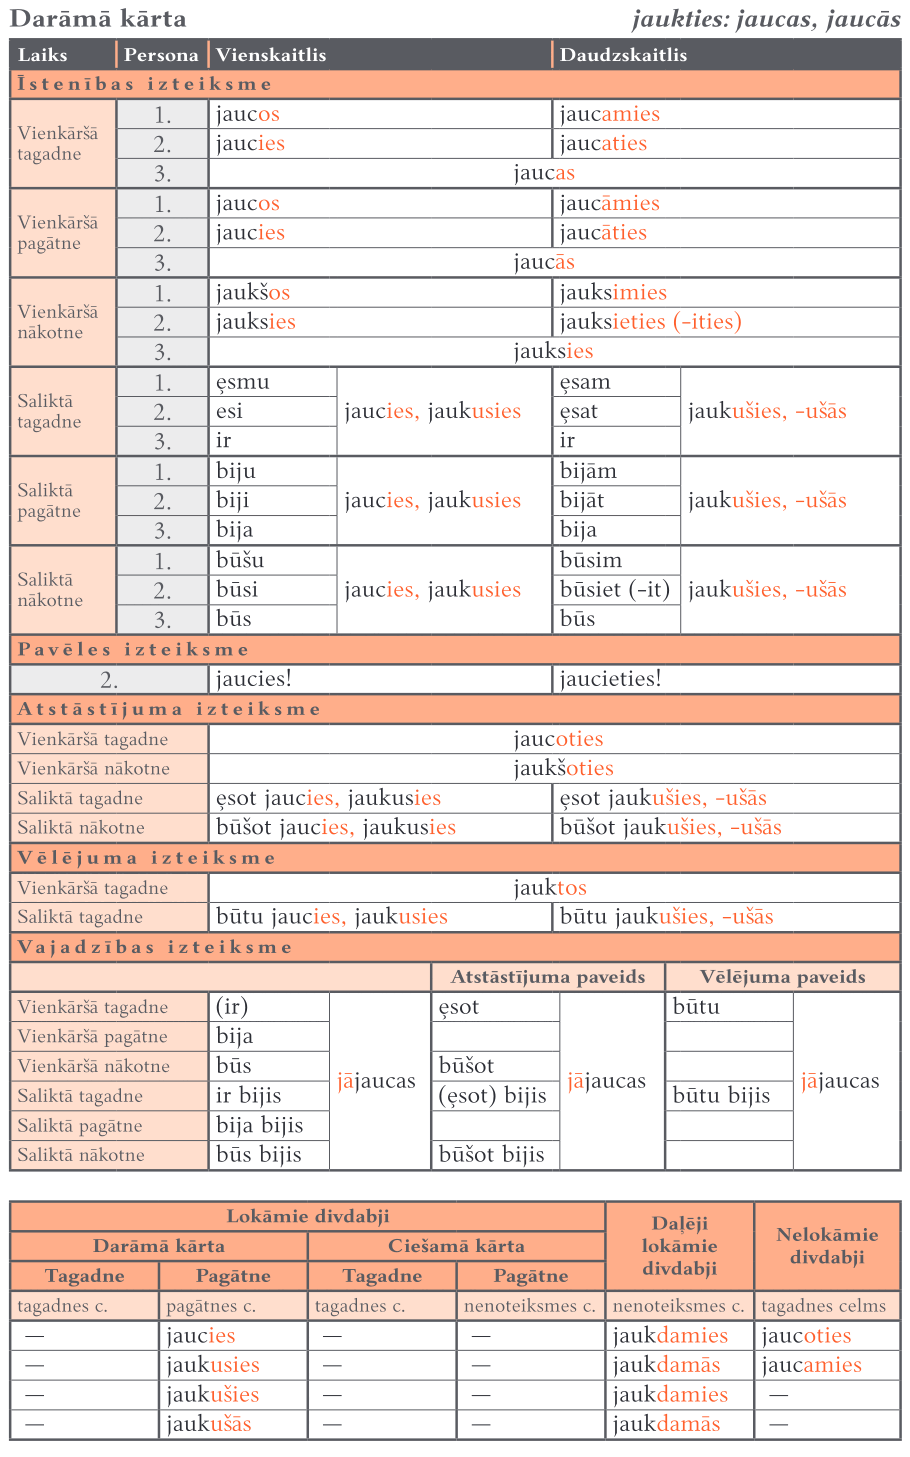 Darāmā kārta jaukties: jaucas, jaucās
Laiks Persona Vienskaitlis Daudzskaitlis
Īstenības izteiksme
Vienkāršā tagadne
1. jaucos jaucamies
2. jaucies jaucaties
3. jaucas
Vienkāršā pagātne
1. jaucos jaucāmies
2. jaucies jaucāties
3. jaucās
Vienkāršā nākotne
1. jaukšos jauksimies
2. jauksies jauksieties (-ities)
3. jauksies
Saliktā tagadne
1. ȩsmu ȩsam
2. esi jaucies, jaukusies ȩsat jaukušies, -ušās
3. ir ir
Saliktā pagātne
1. biju bijām
2. biji jaucies, jaukusies bijāt jaukušies, -ušās
3. bija bija
Saliktā nākotne
1. būšu būsim
2. būsi jaucies, jaukusies būsiet (-it) jaukušies, -ušās
3. būs būs
Pavēles izteiksme
2. jaucies! jaucieties!
Atstāstījuma izteiksme
Vienkāršā tagadne jaucoties
Vienkāršā nākotne jaukšoties
Saliktā tagadne ȩsot jaucies, jaukusies ȩsot jaukušies, -ušās
Saliktā nākotne būšot jaucies, jaukusies būšot jaukušies, -ušās
Vēlējuma izteiksme
Vienkāršā tagadne jauktos
Saliktā tagadne būtu jaucies, jaukusies būtu jaukušies, -ušās
Vajadzības izteiksme
Atstāstījuma paveids Vēlējuma paveids
Vienkāršā tagadne (ir) ȩsot būtu
Vienkāršā pagātne bija
Vienkāršā nākotne būs būšot
jājaucas jājaucas jājaucas
Saliktā tagadne ir bijis (ȩsot) bijis būtu bijis
Saliktā pagātne bija bijis
Saliktā nākotne būs bijis būšot bijis
Lokāmie divdabji Daļēji lokāmie divdabji Nelokāmie divdabji
Darāmā kārta Ciešamā kārta
Tagadne Pagātne Tagadne Pagātne
tagadnes c. pagātnes c. tagadnes c. nenoteiksmes c. nenoteiksmes c. tagadnes celms
— jaucies — — jaukdamies jaucoties
— jaukusies — — jaukdamās jaucamies
— jaukušies — — jaukdamies —
— jaukušās — — jaukdamās —